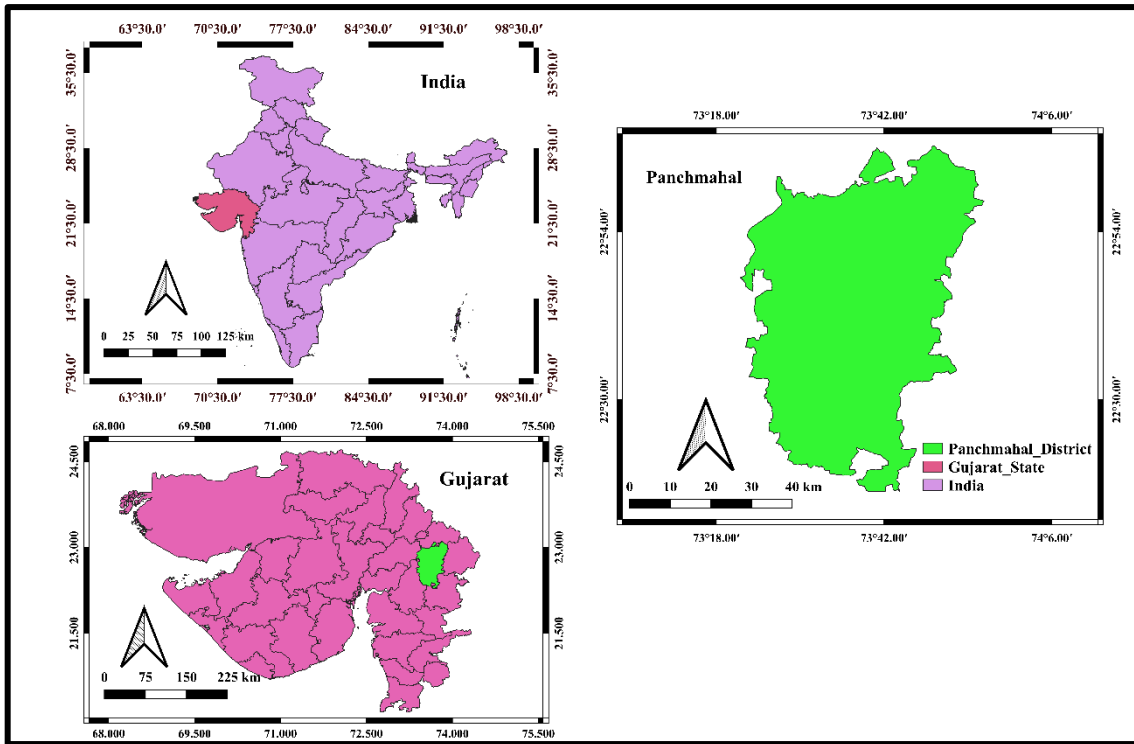 63°30.0' 70°30.0' 77°30.0' 84°30.0' 91°30.0' 98°30.0'
India
35°30.0' 28°30.0' 21°30.0' 14°30.0' 7°30.0'
35°30.0' 28°30.0' 21°30.0' 14°30.0' 7°30.0'
0 25 50 75 100 125 km
63°30.0' 70°30.0' 77°30.0' 84°30.0' 91°30.0' 98°30.0'
68.000 69.500 71.000 72.500 74.000 75.500
Gujarat
24.500 23.000 21.500
24.500 23.000 21.500
0 75 150 225 km
68.000 69.500 71.000 72.500 74.000 75.500
73°18.00' 73°42.00' 74°6.00'
Panchmahal
22°54.00' 22°30.00'
22°54.00' 22°30.00'
Panchmahal_District
Gujarat_State
India
0 10 20 30 40 km
73°18.00' 73°42.00' 74°6.00'